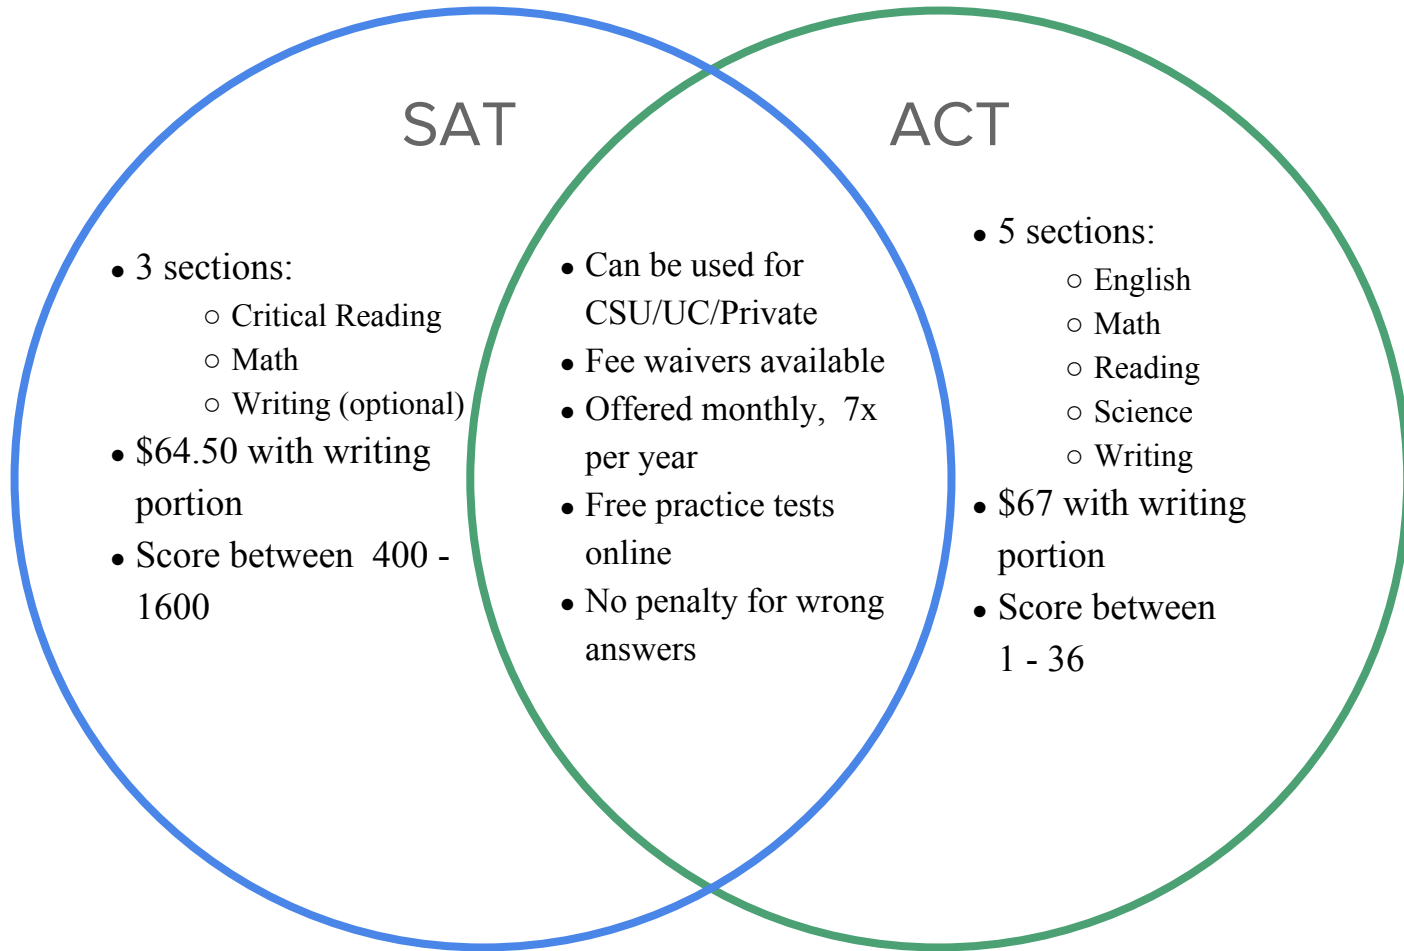 SAT
● 3 sections:
○ Critical Reading
○ Math
○ Writing (optional)
● $64.50 with writing
portion
● Score between 400 -
1600
● Can be used for
CSU/UC/Private
● Fee waivers available
● Offered monthly, 7x
per year
● Free practice tests
online
● No penalty for wrong
answers
ACT
● 5 sections:
○ English
○ Math
○ Reading
○ Science
○ Writing
● $67 with writing
portion
● Score between
1 - 36